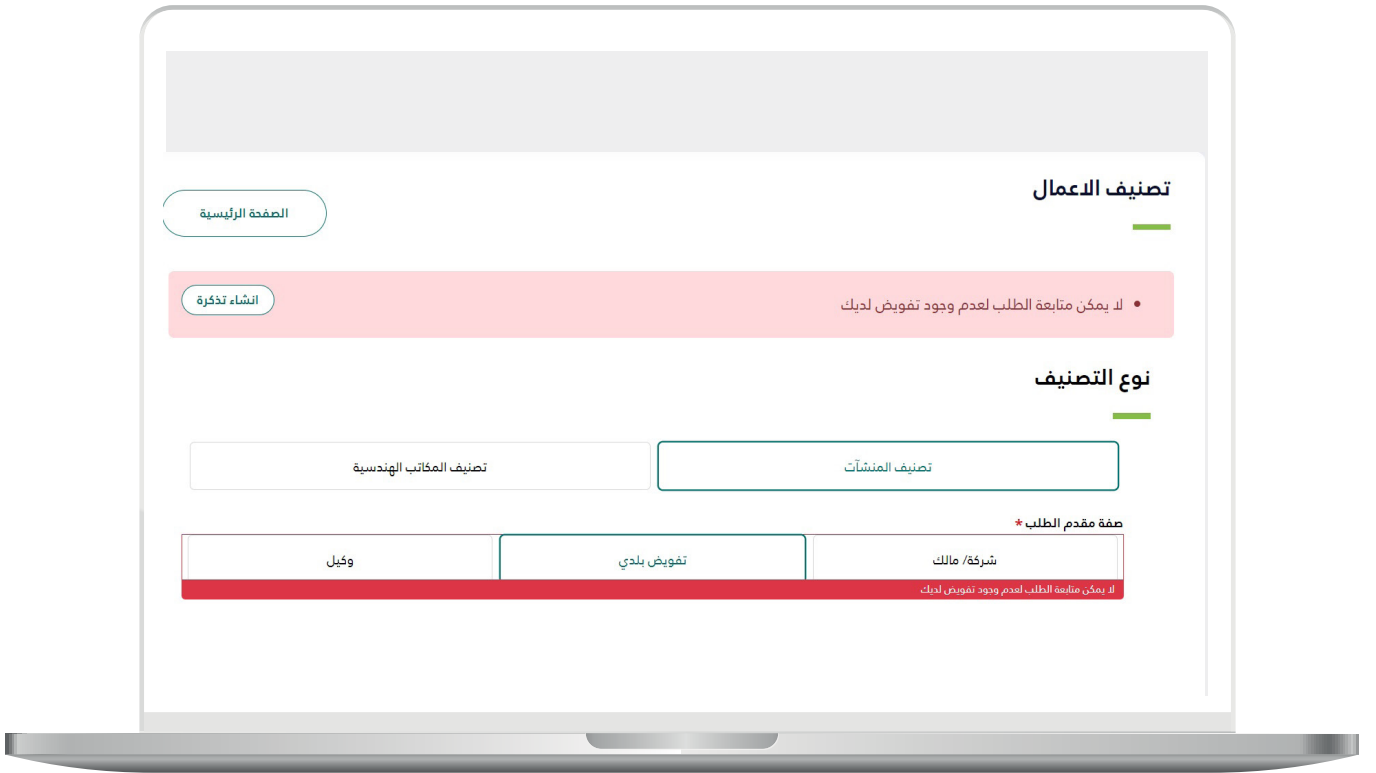 تصنيف الاعمال
الصفحة الرئيسية
لا يمكن متابعة الطلب لعدم وجود تفويض لديك
انشاء تذكرة
نوع التصنيف
تصنيف المنشآت
تصنيف المكاتب الهندسية
صفة مقدم الطلب *
شركة/ مالك
تفويض بلدي
وكيل
لا يمكن متابعة الطلب لعدم وجود تفويض لديك